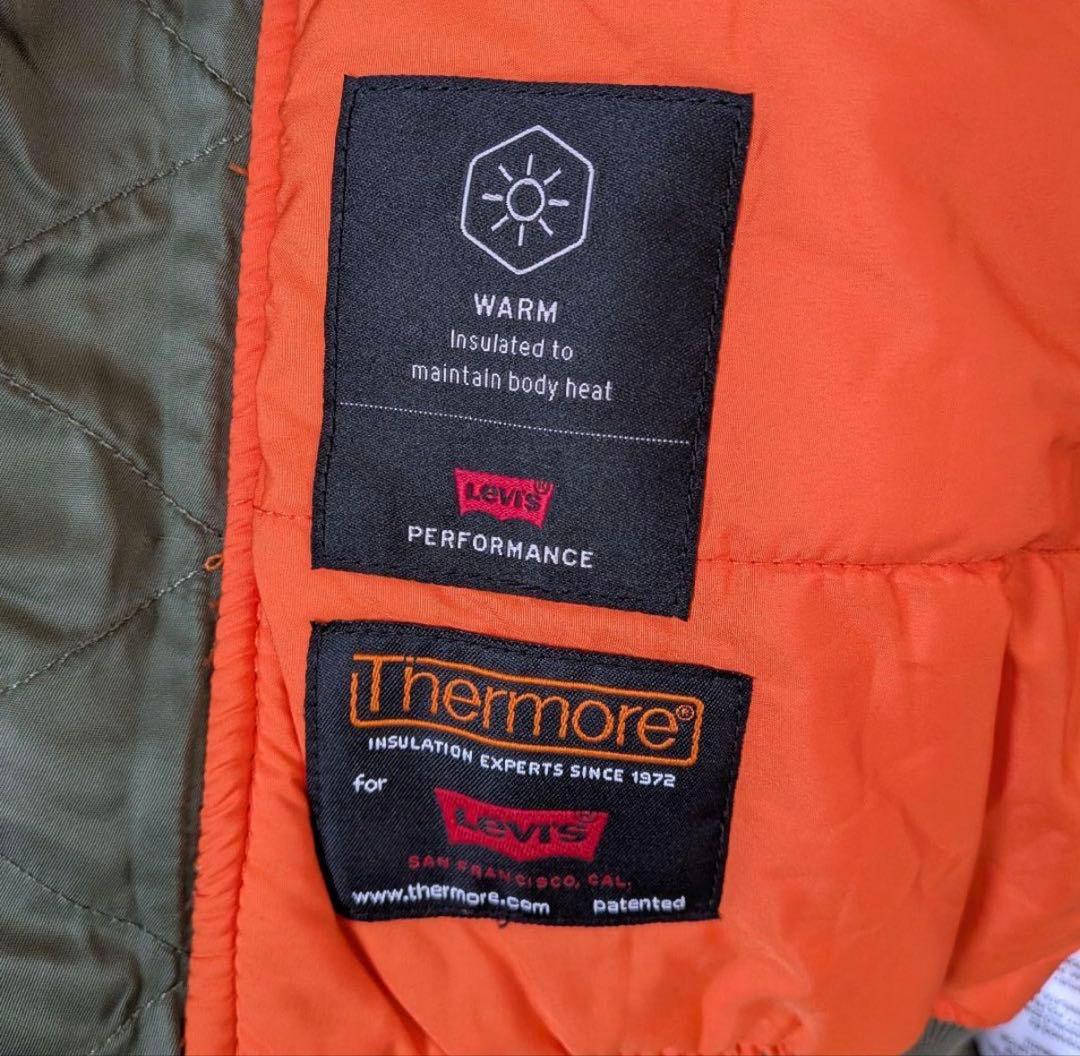 WARM
Insulated to
maintain body heat
Levi's®
PERFORMANCE
Thermore®
INSULATION EXPERTS SINCE 1972
for
Levi's®
SAN FRANCISCO, CAL.
www.thermore.com patented